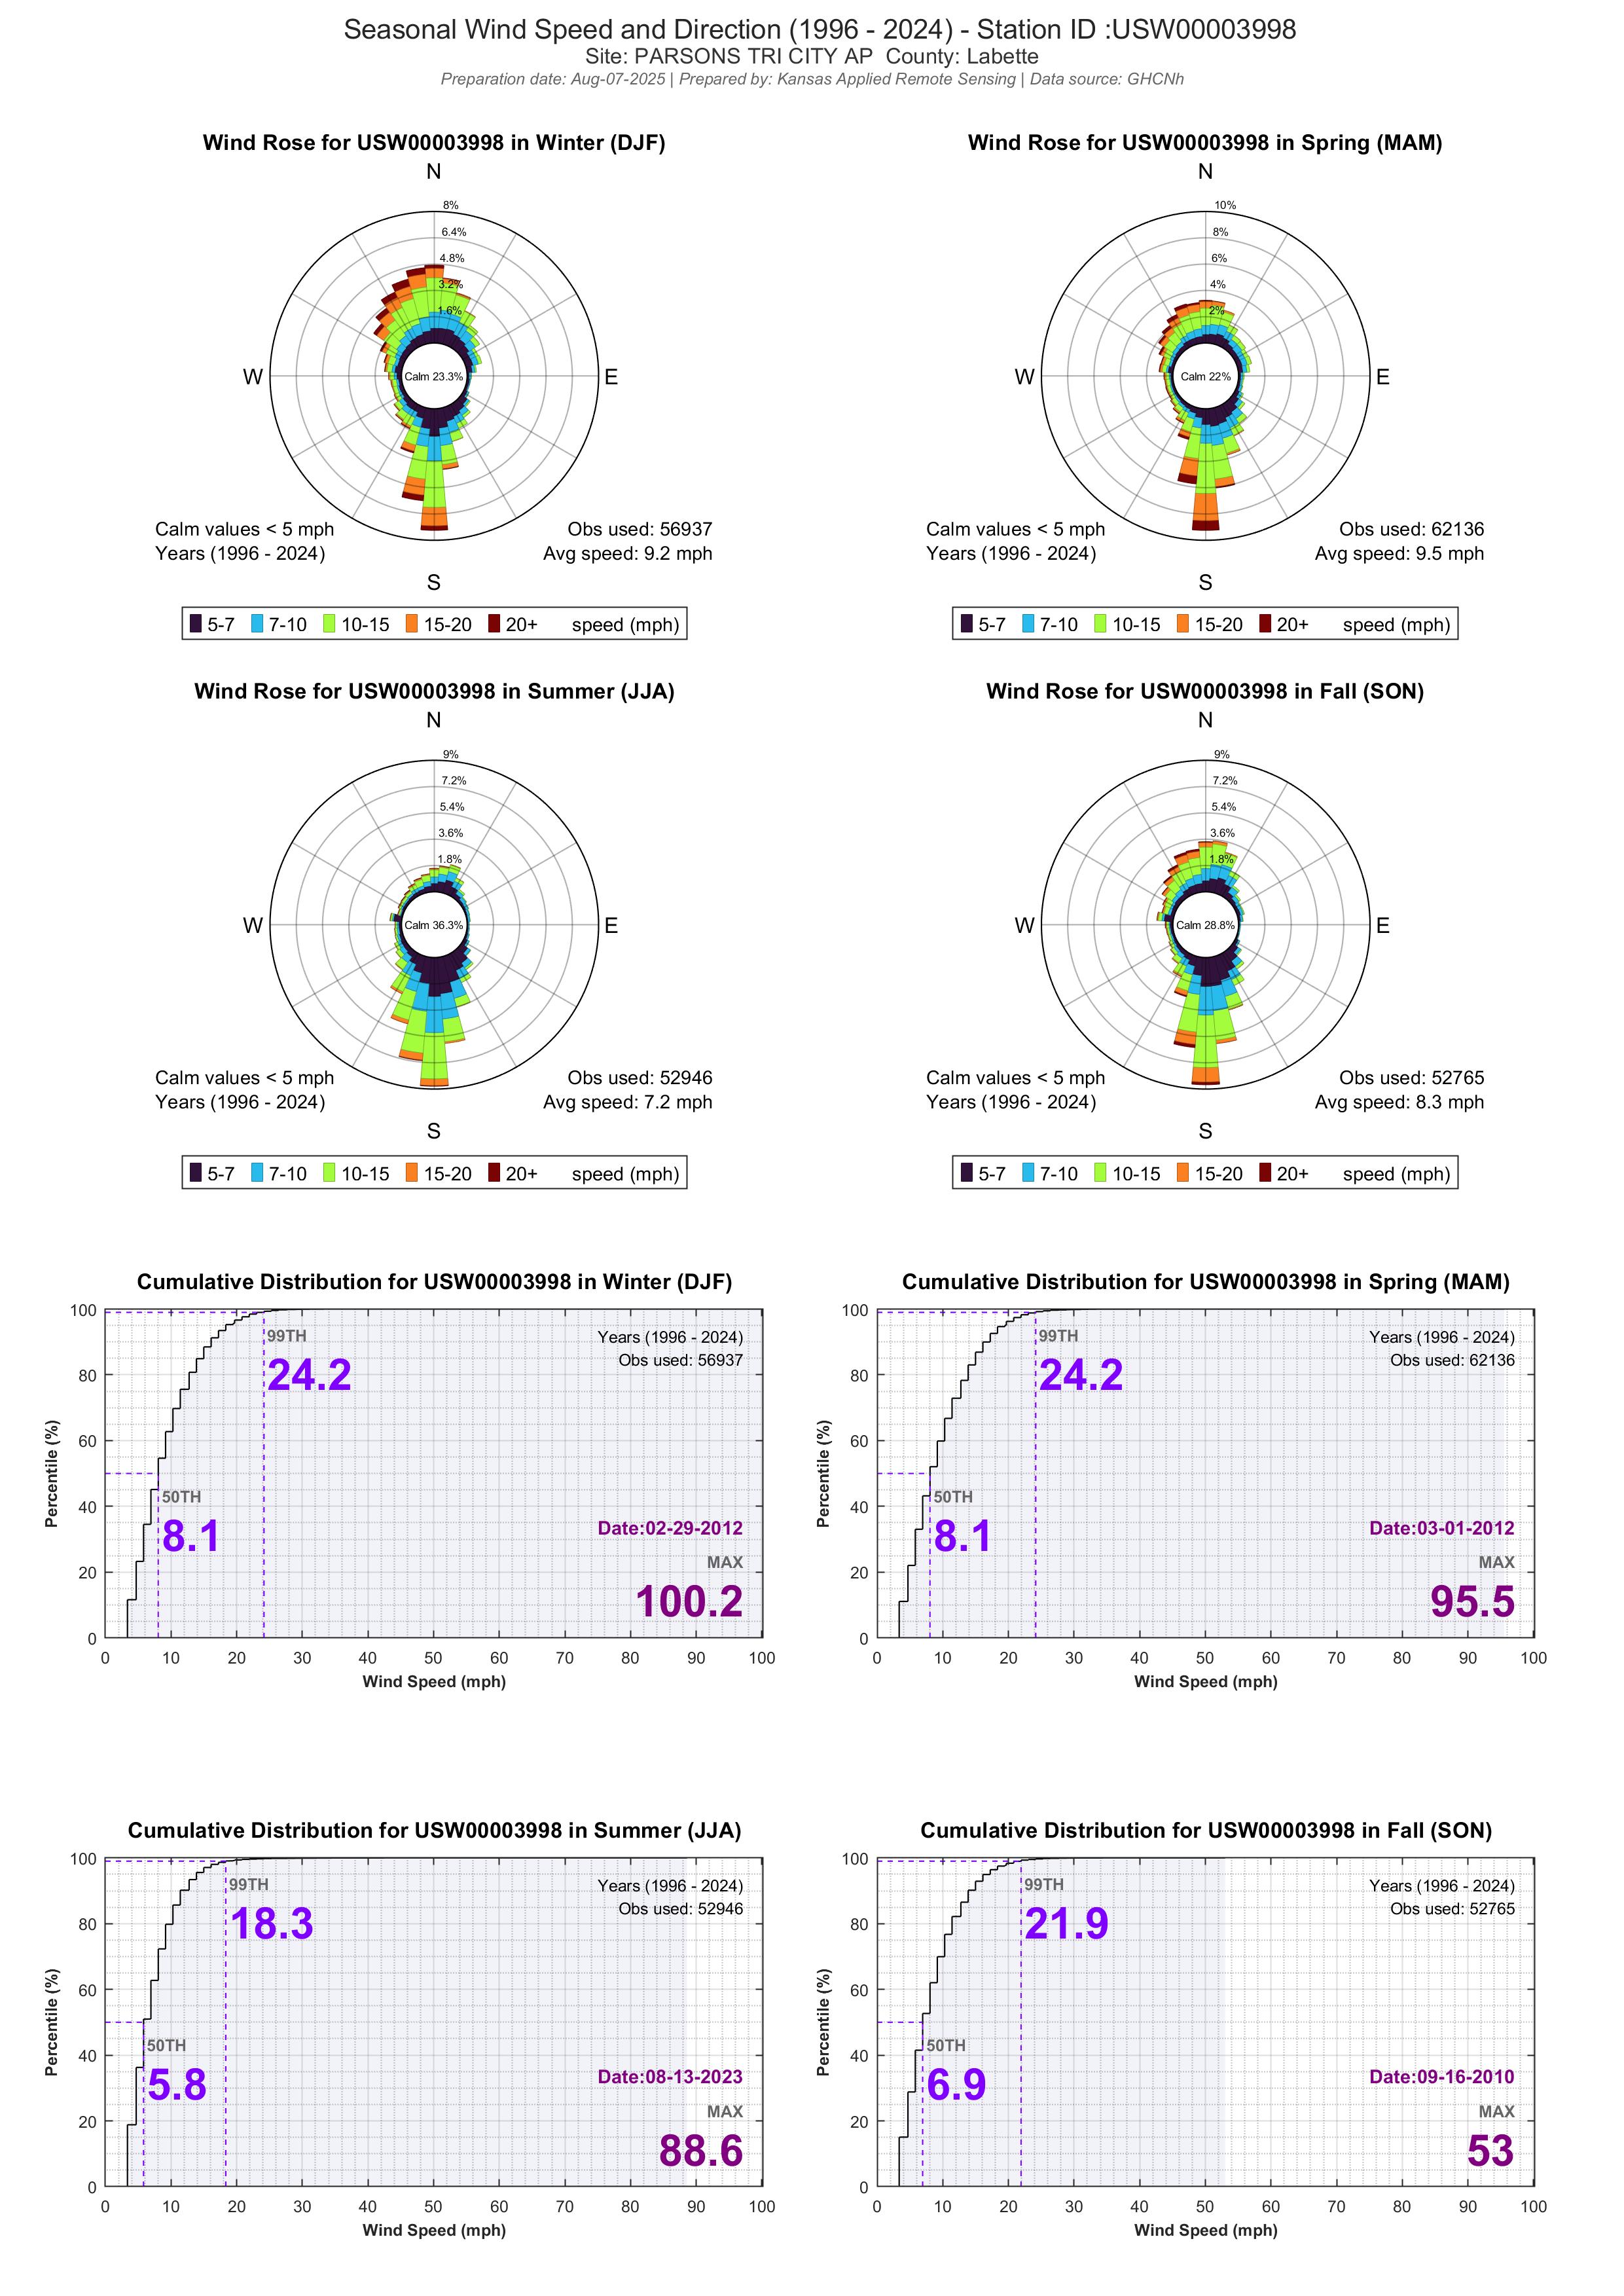 Seasonal Wind Speed and Direction (1996 - 2024) - Station ID :USW00003998
Site: PARSONS TRI CITY AP  County: Labette
Preparation date: Aug-07-2025 | Prepared by: Kansas Applied Remote Sensing | Data source: GHCNh
Wind Rose for USW00003998 in Winter (DJF)
N
8%
6.4%
4.8%
3.2%
1.6%
W
Calm 23.3%
E
Calm values < 5 mph
Years (1996 - 2024)
Obs used: 56937
Avg speed: 9.2 mph
S
5-7 7-10 10-15 15-20 20+ speed (mph)
Wind Rose for USW00003998 in Spring (MAM)
N
10%
8%
6%
4%
2%
W
Calm 22%
E
Calm values < 5 mph
Years (1996 - 2024)
Obs used: 62136
Avg speed: 9.5 mph
S
5-7 7-10 10-15 15-20 20+ speed (mph)
Wind Rose for USW00003998 in Summer (JJA)
N
9%
7.2%
5.4%
3.6%
1.8%
W
Calm 36.3%
E
Calm values < 5 mph
Years (1996 - 2024)
Obs used: 52946
Avg speed: 7.2 mph
S
5-7 7-10 10-15 15-20 20+ speed (mph)
Wind Rose for USW00003998 in Fall (SON)
N
9%
7.2%
5.4%
3.6%
1.8%
W
Calm 28.8%
E
Calm values < 5 mph
Years (1996 - 2024)
Obs used: 52765
Avg speed: 8.3 mph
S
5-7 7-10 10-15 15-20 20+ speed (mph)
Cumulative Distribution for USW00003998 in Winter (DJF)
Percentile (%)
100
80
60
40
20
0
99TH
24.2
Years (1996 - 2024)
Obs used: 56937
50TH
8.1
Date:02-29-2012
MAX
100.2
0 10 20 30 40 50 60 70 80 90 100
Wind Speed (mph)
Cumulative Distribution for USW00003998 in Spring (MAM)
Percentile (%)
100
80
60
40
20
0
99TH
24.2
Years (1996 - 2024)
Obs used: 62136
50TH
8.1
Date:03-01-2012
MAX
95.5
0 10 20 30 40 50 60 70 80 90 100
Wind Speed (mph)
Cumulative Distribution for USW00003998 in Summer (JJA)
Percentile (%)
100
80
60
40
20
0
99TH
18.3
Years (1996 - 2024)
Obs used: 52946
50TH
5.8
Date:08-13-2023
MAX
88.6
0 10 20 30 40 50 60 70 80 90 100
Wind Speed (mph)
Cumulative Distribution for USW00003998 in Fall (SON)
Percentile (%)
100
80
60
40
20
0
99TH
21.9
Years (1996 - 2024)
Obs used: 52765
50TH
6.9
Date:09-16-2010
MAX
53
0 10 20 30 40 50 60 70 80 90 100
Wind Speed (mph)